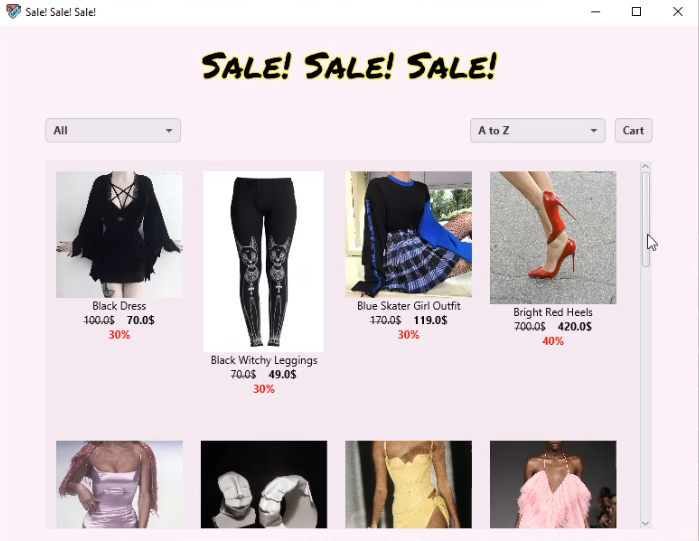 Sale! Sale! Sale!
Sale! Sale! Sale!
All
A to Z
Cart
Black Dress
100.0$ 70.0$
30%
Black Witchy Leggings
70.0$ 49.0$
30%
Blue Skater Girl Outfit
170.0$ 119.0$
30%
Bright Red Heels
700.0$ 420.0$
40%